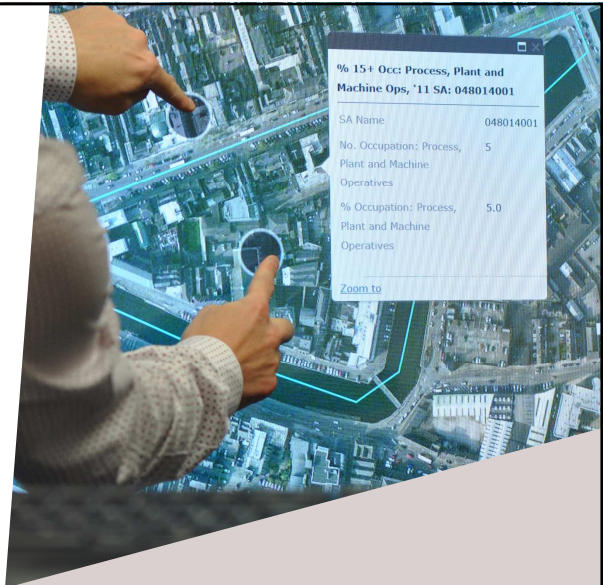 % 15+ Occ: Process, Plant and
Machine Ops, '11 SA: 048014001
SA Name 048014001
No. Occupation: Process, 5
Plant and Machine
Operatives
% Occupation: Process, 5.0
Plant and Machine
Operatives
Zoom to